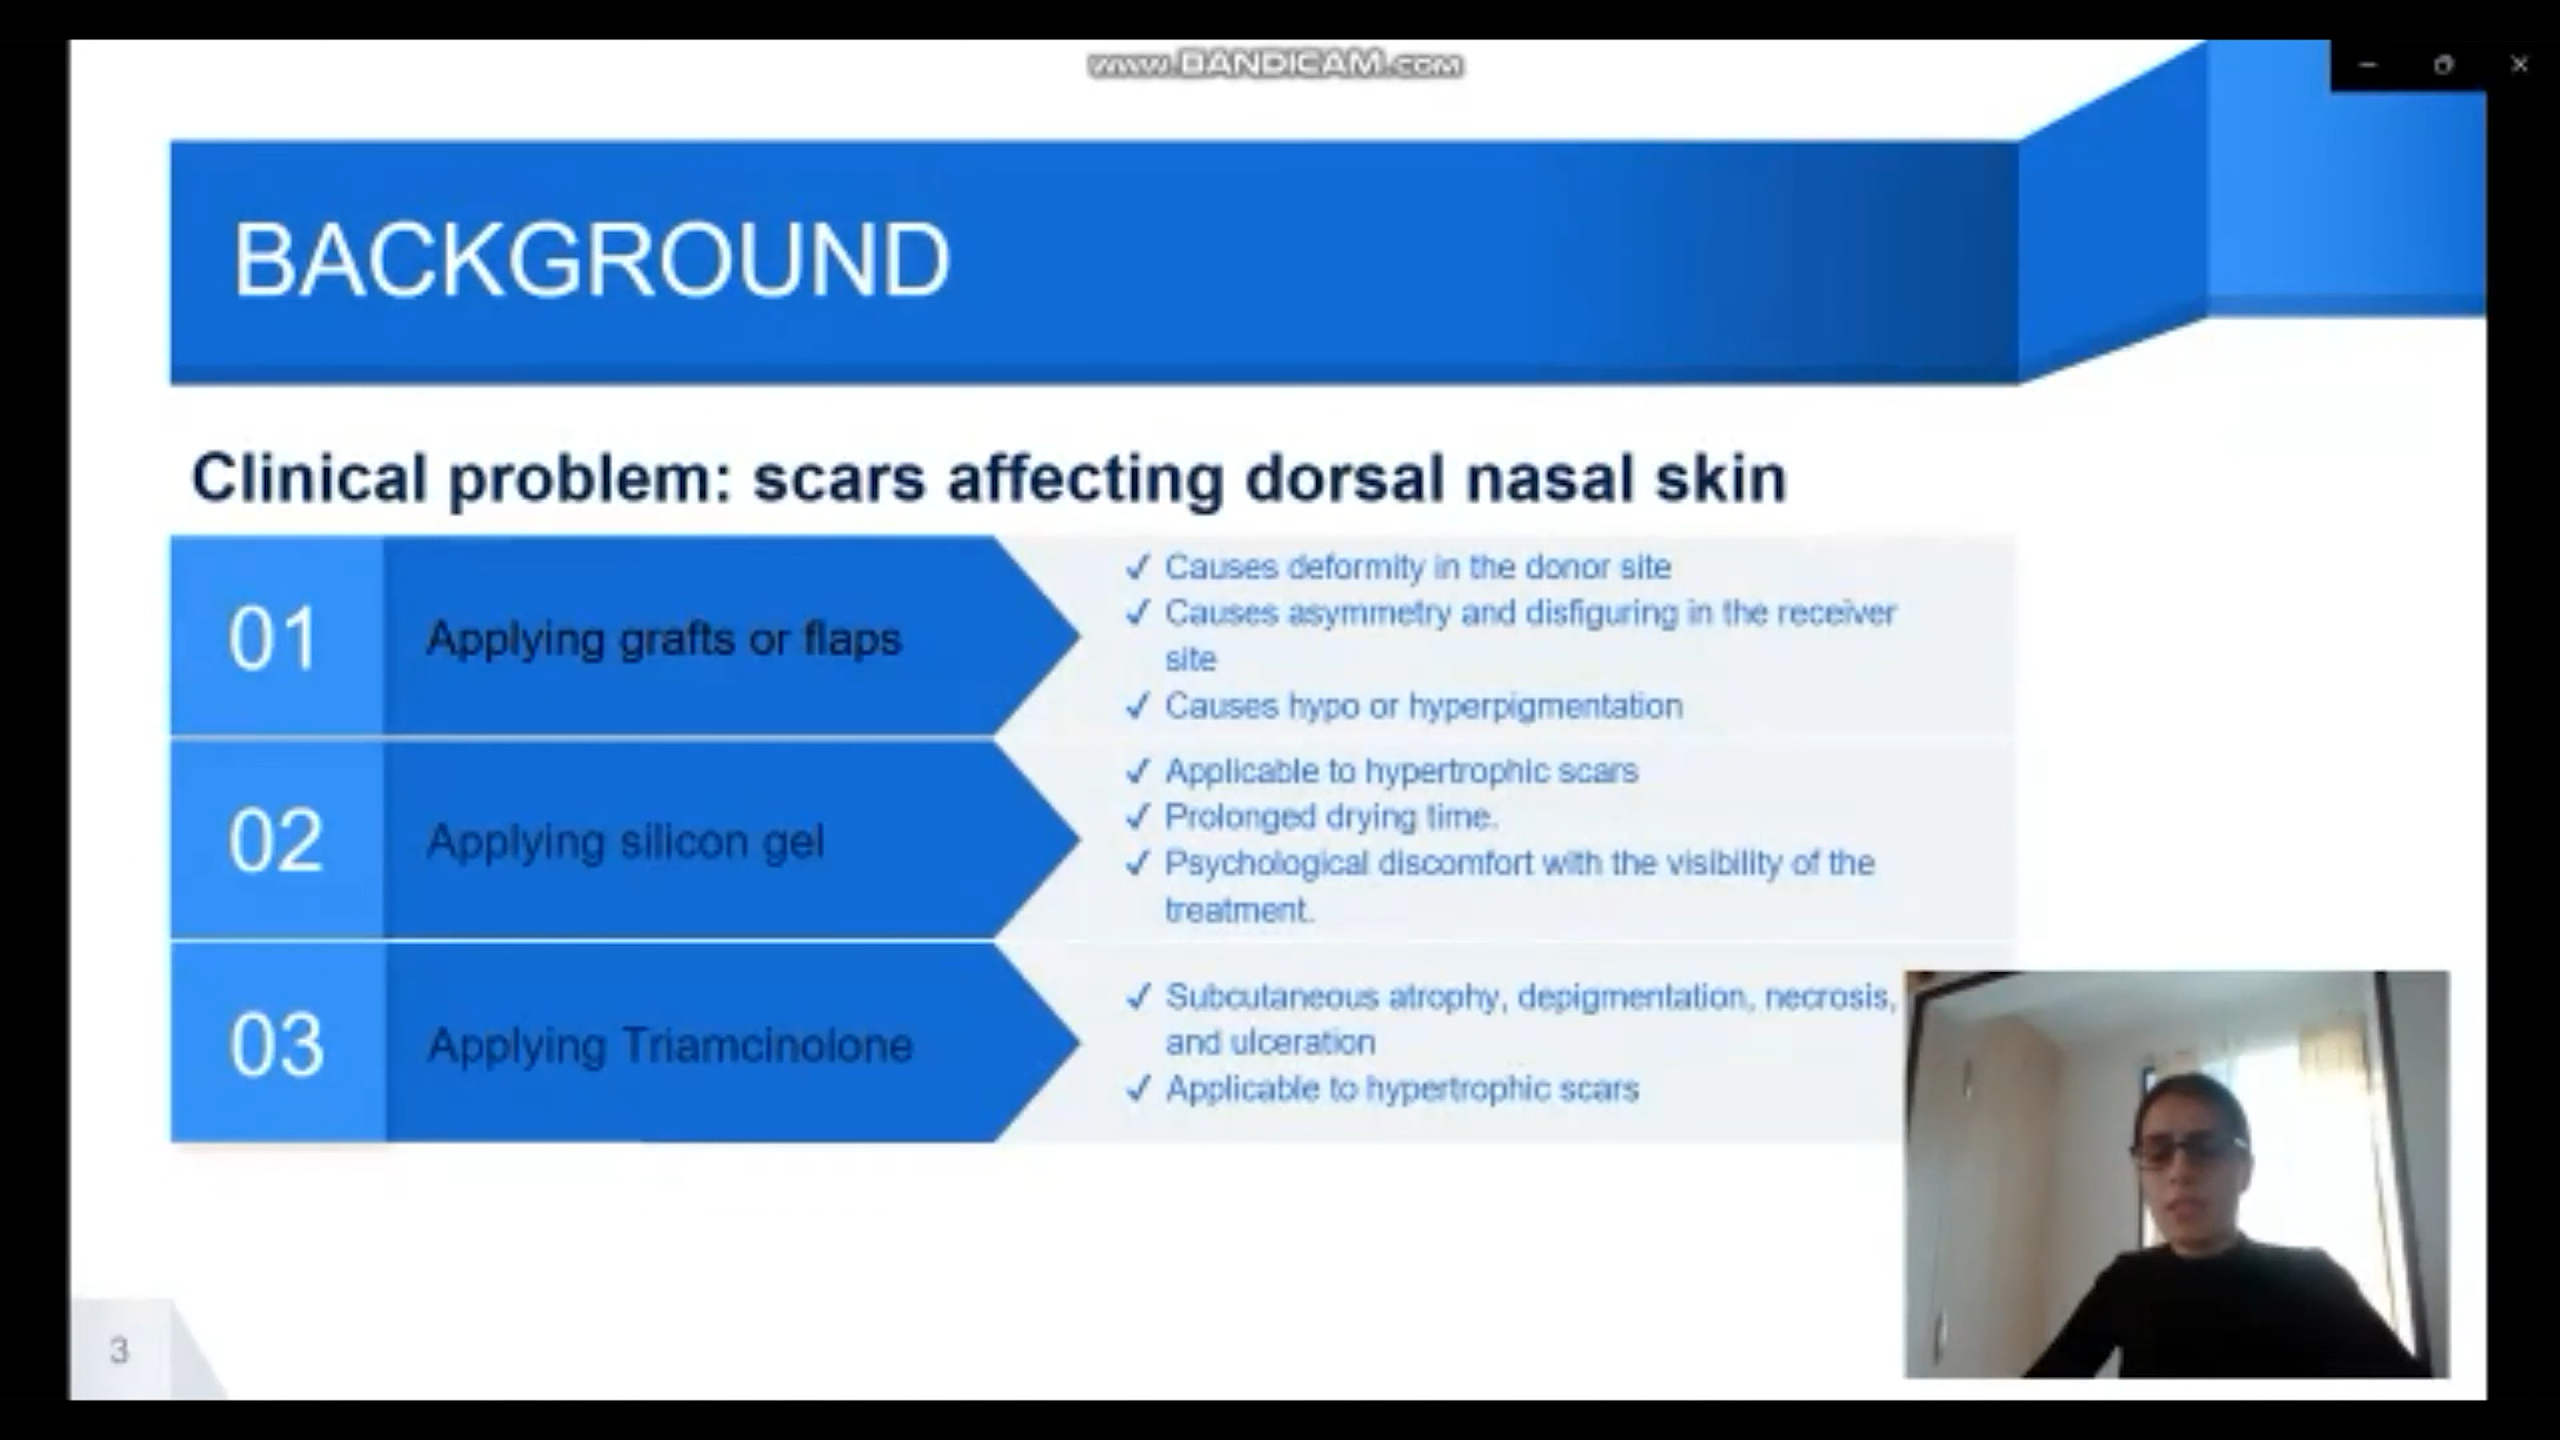 www.BANDICAM.com
BACKGROUND
Clinical problem: scars affecting dorsal nasal skin
01
Applying grafts or flaps
✓ Causes deformity in the donor site
✓ Causes asymmetry and disfiguring in the receiver
site
✓ Causes hypo or hyperpigmentation
02
Applying silicon gel
✓ Applicable to hypertrophic scars
✓ Prolonged drying time.
✓ Psychological discomfort with the visibility of the
treatment.
03
Applying Triamcinolone
✓ Subcutaneous atrophy, depigmentation, necrosis,
and ulceration
✓ Applicable to hypertrophic scars
3